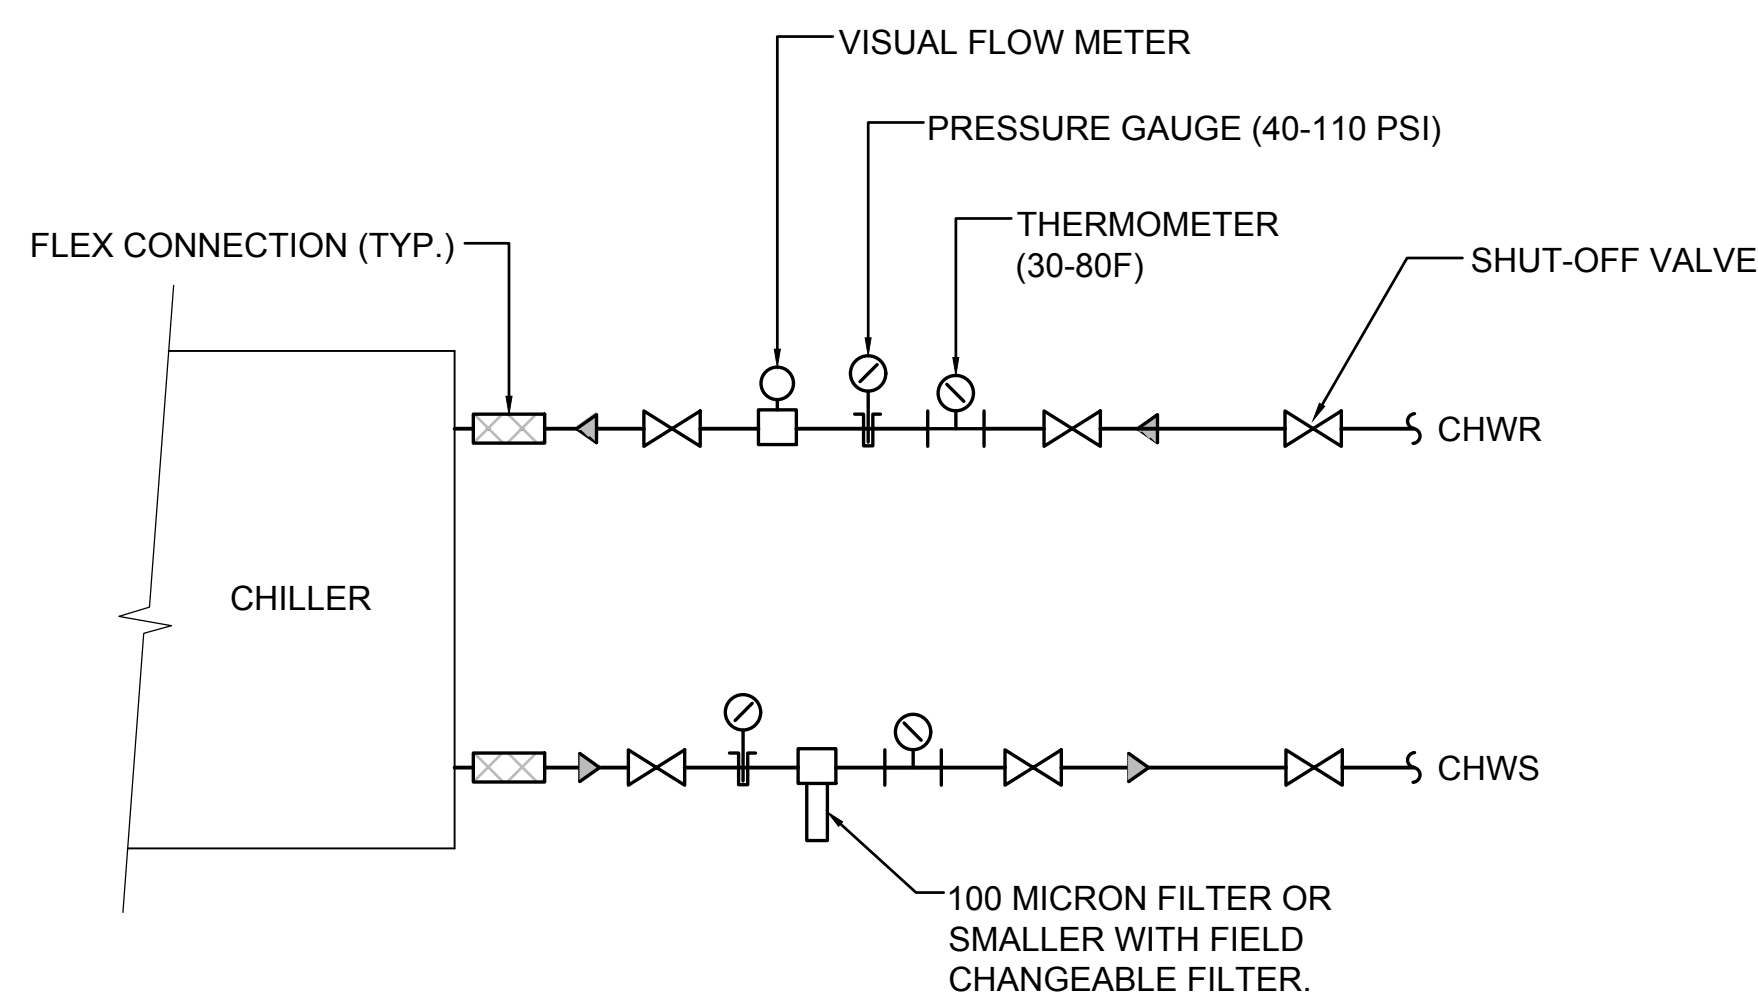 VISUAL FLOW METER
PRESSURE GAUGE (40-110 PSI)
THERMOMETER
(30-80F)
FLEX CONNECTION (TYP.)
SHUT-OFF VALVE
CHWR
CHILLER
CHWS
100 MICRON FILTER OR
SMALLER WITH FIELD
CHANGEABLE FILTER.